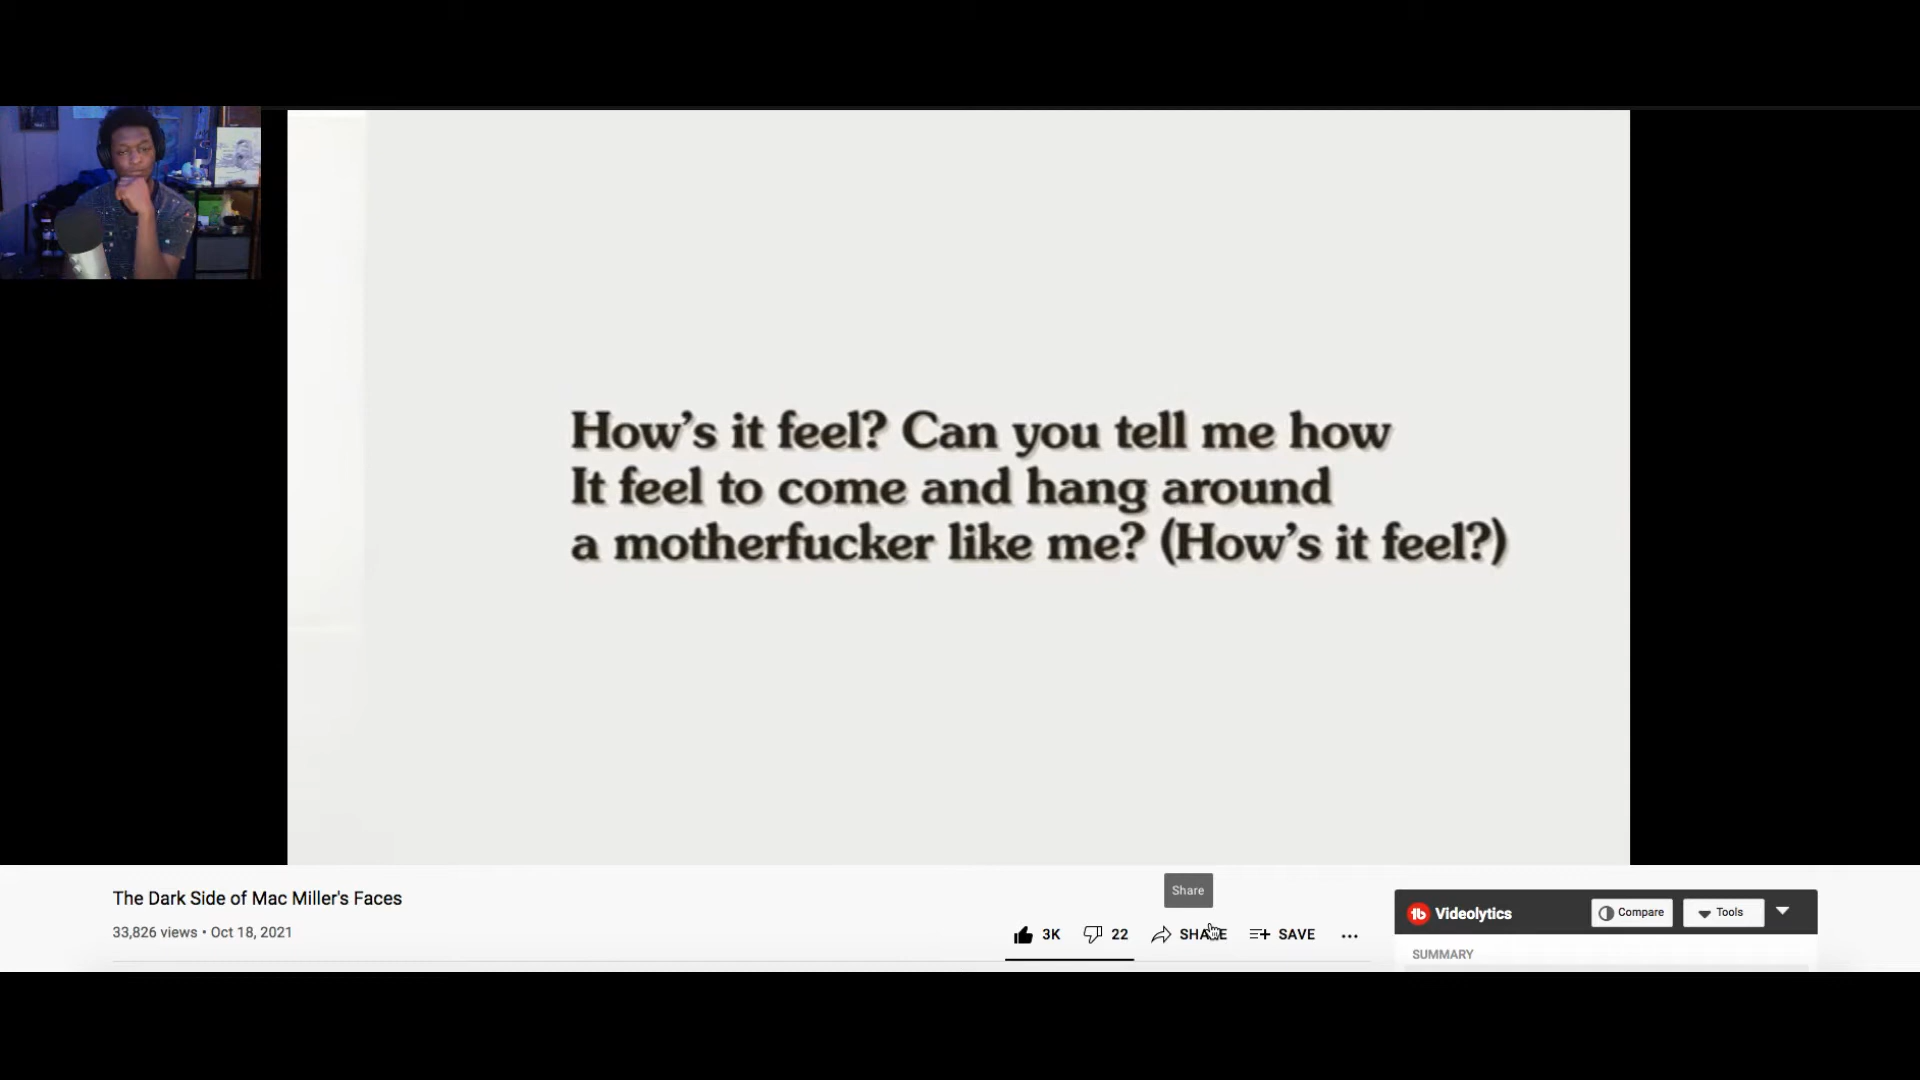 How's it feel? Can you tell me how
It feel to come and hang around
a motherfucker like me? (How's it feel?)
The Dark Side of Mac Miller's Faces
33,826 views • Oct 18, 2021
Share
3K 22 SHARE SAVE ...
tb Videolytics Compare Tools
SUMMARY